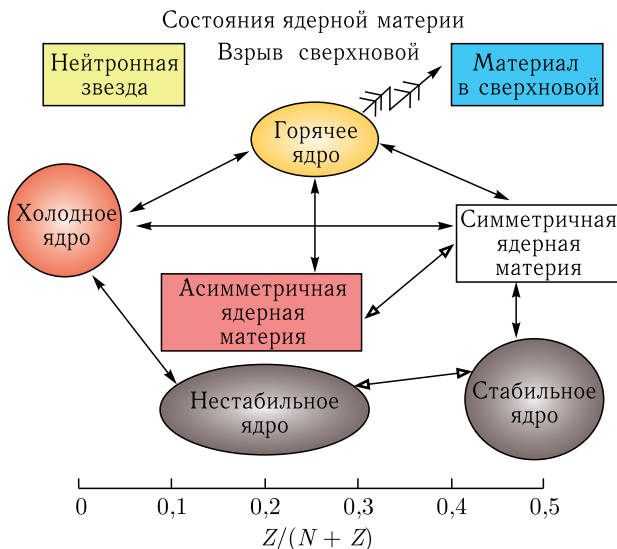 Состояния ядерной материи
Взрыв сверхновой
Нейтронная
звезда
Материал
в сверхновой
Горячее
ядро
Холодное
ядро
Симметричная
ядерная
материя
Асимметричная
ядерная
материя
Нестабильное
ядро
Стабильное
ядро
0 0,1 0,2 0,3 0,4 0,5
Z/(N + Z)